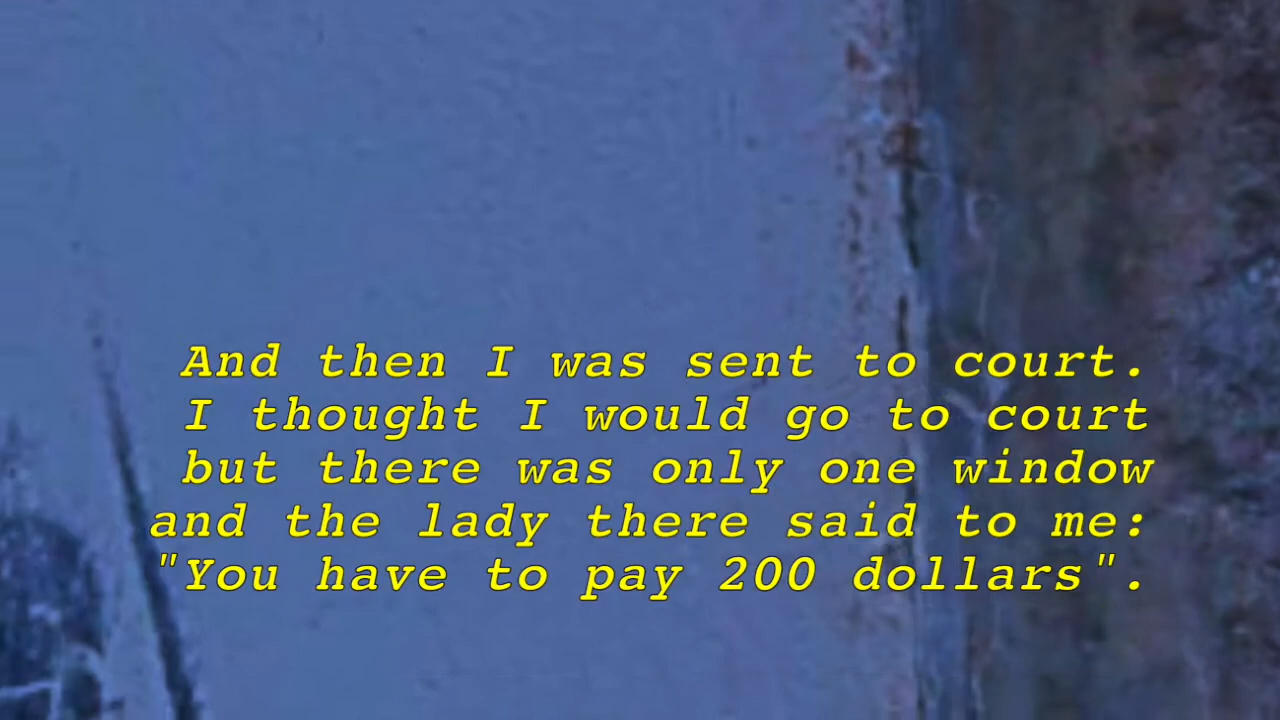 And then I was sent to court.
I thought I would go to court
but there was only one window
and the lady there said to me:
"You have to pay 200 dollars".